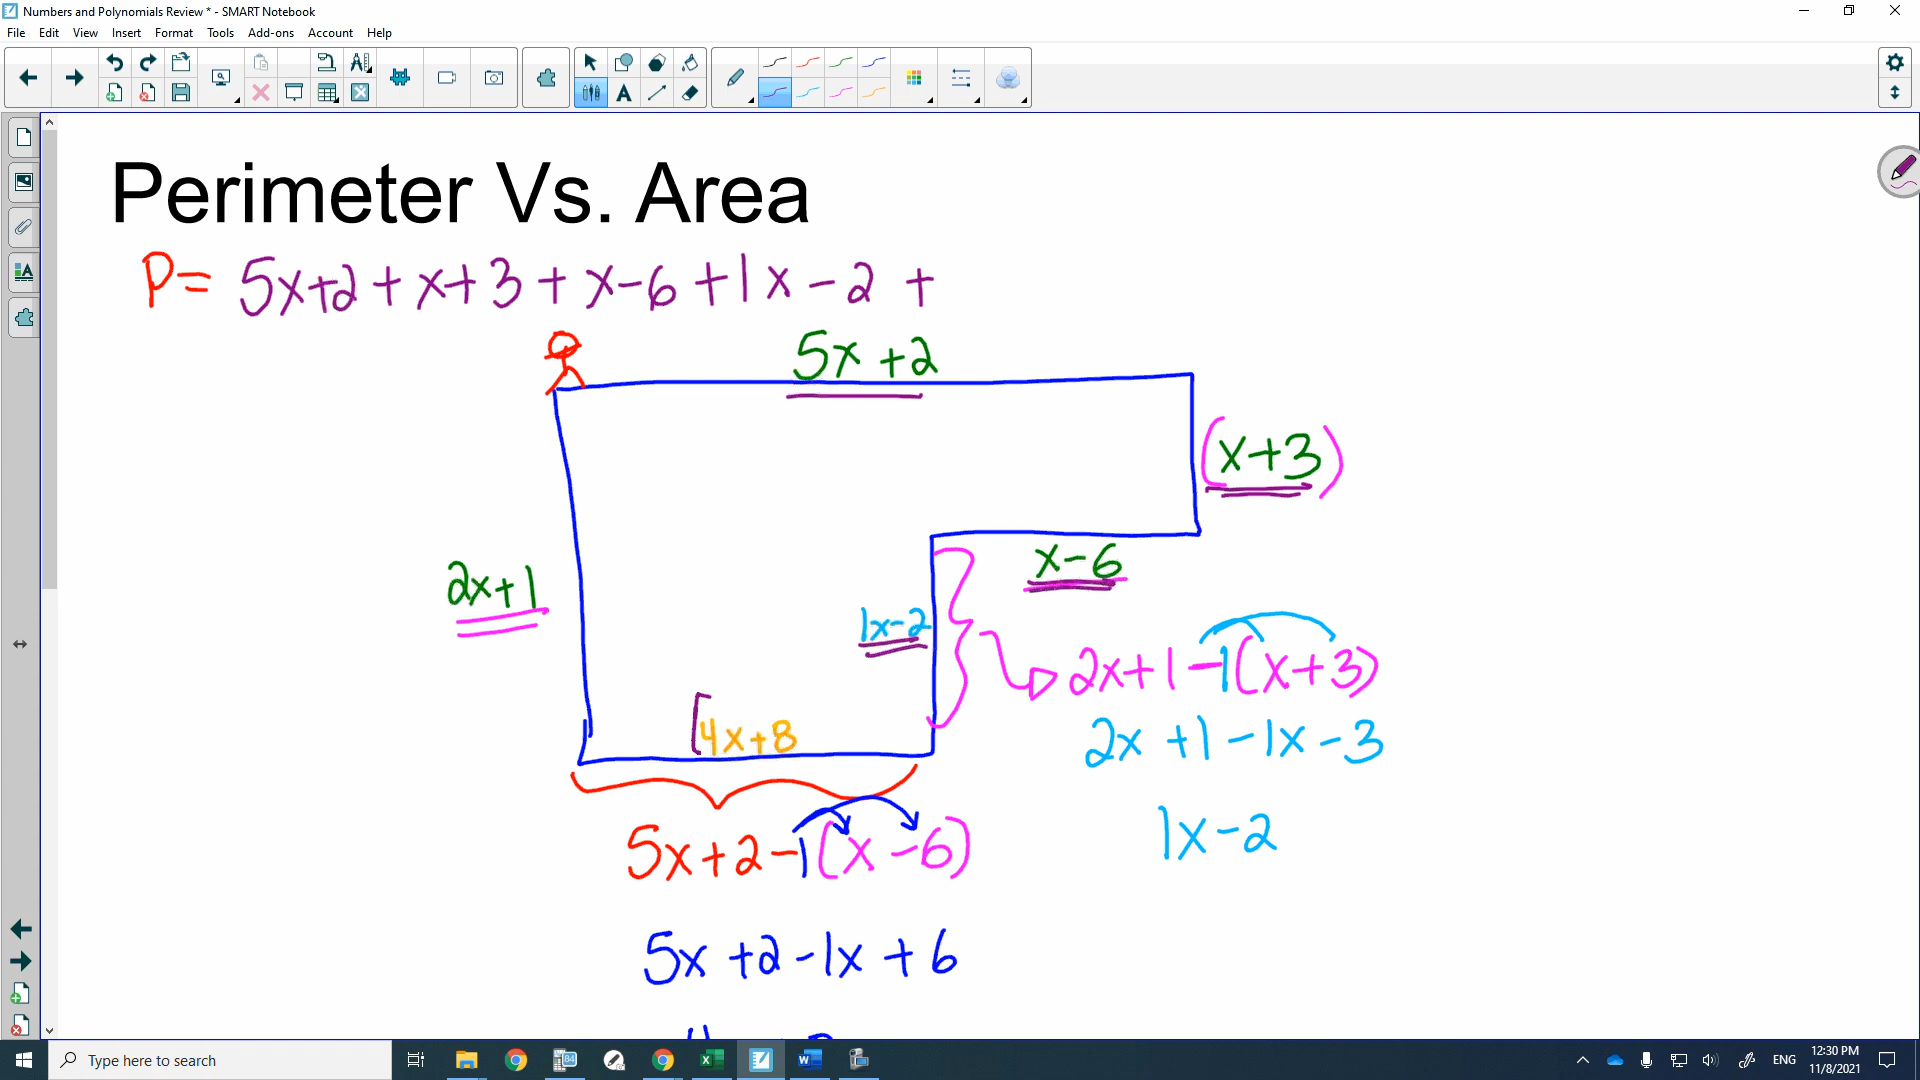 Numbers and Polynomials Review * - SMART Notebook
File Edit View Insert Format Tools Add-ons Account Help
Perimeter Vs. Area
P= 5x+2 + x+3 + x-6 + 1x - 2 +
5x +2
(x+3)
x-6
2x+1
1x-2
2x+1 -1(x+3)
4x+8
2x +1 -1x -3
5x+2-1(x-6)
1x-2
5x +2 -1x + 6
Type here to search
84
ENG
12:30 PM
11/8/2021